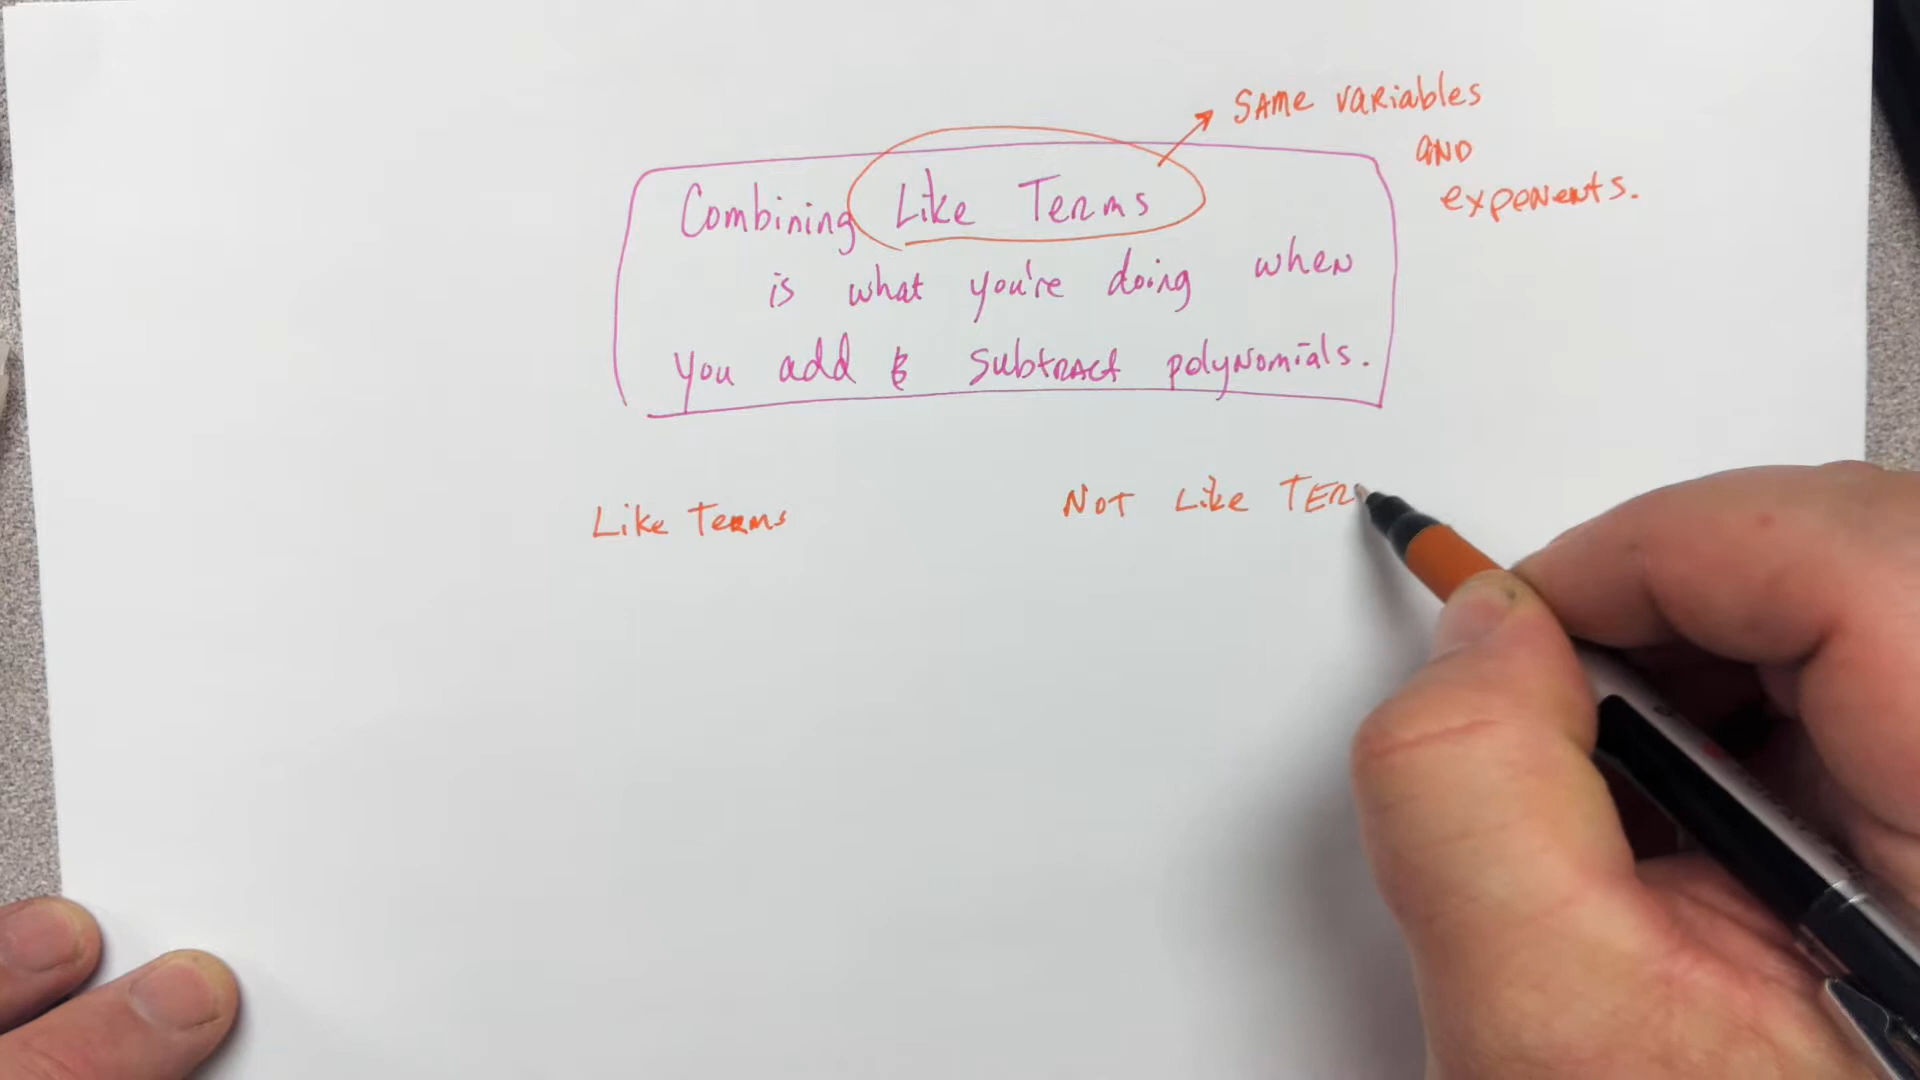 SAME variables
AND
exponents.
Combining Like Terms
is what you're doing when
you add & subtract polynomials.
Like Terms
NOT Like TER